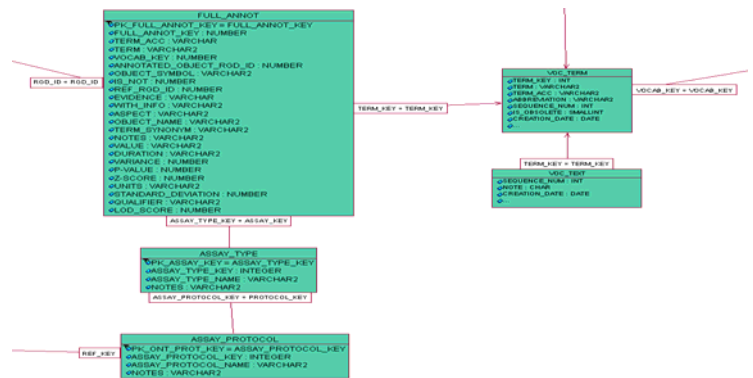 FULL_ANNOT
PK_FULL_ANNOT_KEY = FULL_ANNOT_KEY
FULL_ANNOT_KEY : NUMBER
TERM_ACC : VARCHAR
TERM : VARCHAR2
VOCAB_KEY : NUMBER
ANNOTATED_OBJECT_RGD_ID : NUMBER
OBJECT_SYMBOL : VARCHAR2
IS_NOT : NUMBER
REF_RGD_ID : NUMBER
EVIDENCE : VARCHAR2
WITH_INFO : VARCHAR2
ASPECT : VARCHAR2
OBJECT_NAME : VARCHAR2
TERM_SYNONYM : VARCHAR2
NOTES : VARCHAR2
VALUE : VARCHAR2
DURATION : VARCHAR2
VARIANCE : NUMBER
P-VALUE : NUMBER
Z-SCORE : NUMBER
UNITS : VARCHAR2
STANDARD_DEVIATION : NUMBER
QUALIFIER : VARCHAR2
LOD_SCORE : NUMBER
RGD_ID = RGD_ID
TERM_KEY = TERM_KEY
VOC_TERM
TERM_KEY : INT
TERM : VARCHAR2
TERM_ACC : VARCHAR2
ABBREVIATION : VARCHAR2
SEQUENCE_NUM : INT
IS_OBSOLETE : SMALLINT
CREATION_DATE : DATE
...
VOCAB_KEY = VOCAB_KEY
TERM_KEY = TERM_KEY
VOC_TEXT
SEQUENCE_NUM : INT
NOTE : CHAR
CREATION_DATE : DATE
...
ASSAY_TYPE_KEY = ASSAY_KEY
ASSAY_TYPE
PK_ASSAY_KEY = ASSAY_TYPE_KEY
ASSAY_TYPE_KEY : INTEGER
ASSAY_TYPE_NAME : VARCHAR2
NOTES : VARCHAR2
ASSAY_PROTOCOL_KEY = PROTOCOL_KEY
ASSAY_PROTOCOL
PK_ONT_PROT_KEY = ASSAY_PROTOCOL_KEY
ASSAY_PROTOCOL_KEY : INTEGER
ASSAY_PROTOCOL_NAME : VARCHAR2
NOTES : VARCHAR2
REF_KEY